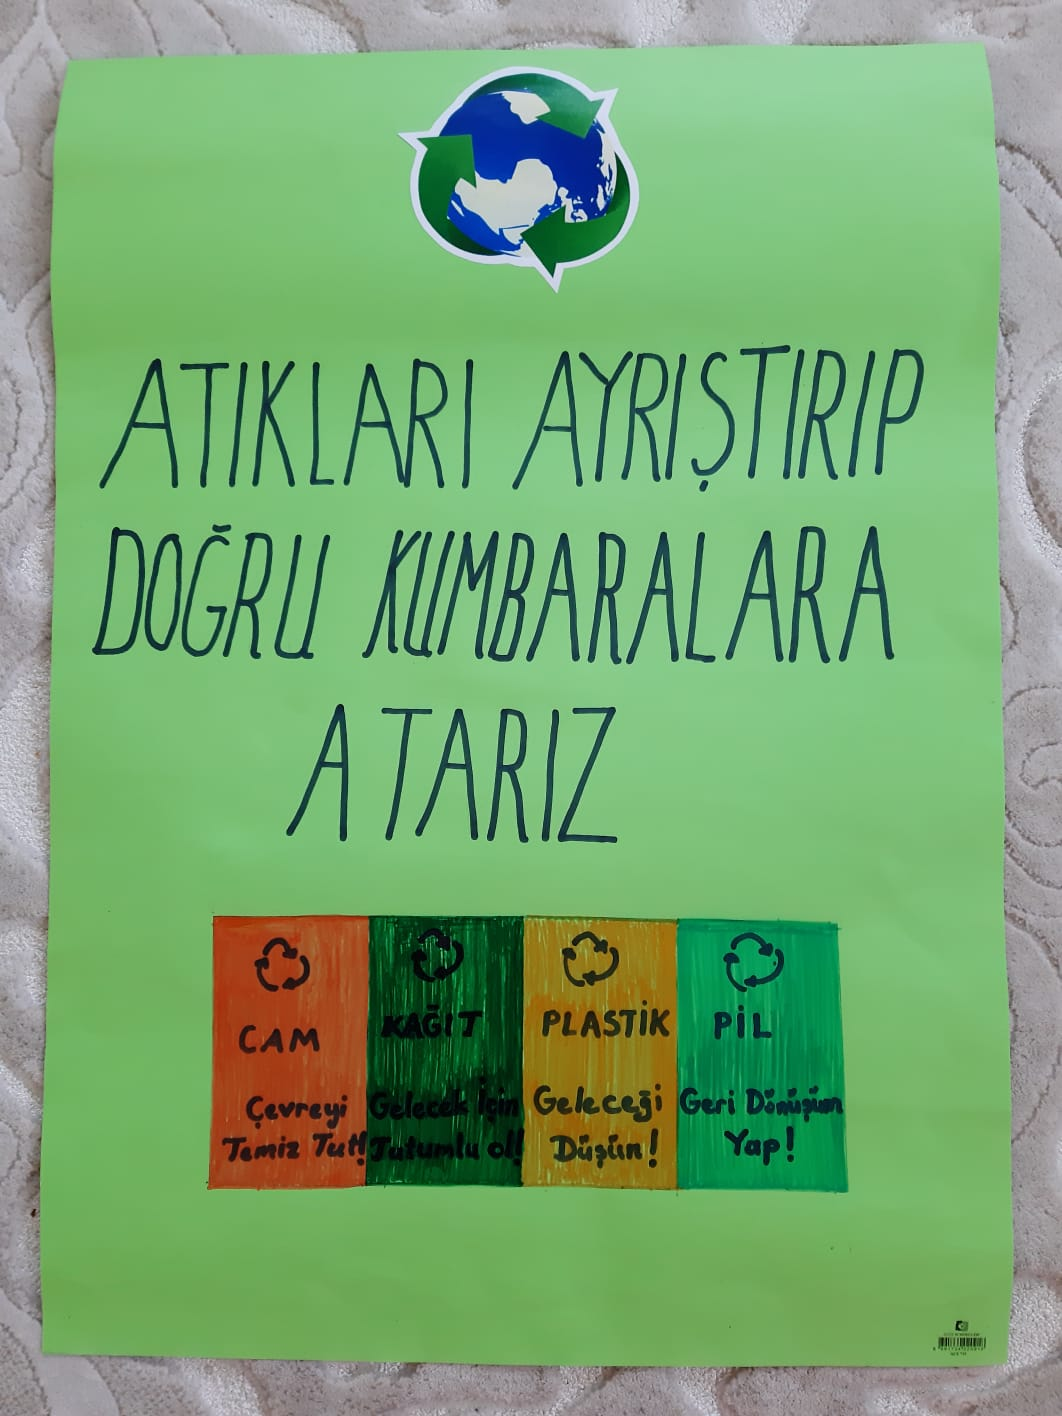 ATIKLARI AYRIŞTIRIP
DOĞRU KUMBARALARA
ATARIZ
CAM
Çevreyi
Temiz Tut!
KAĞIT
Gelecek İçin
Tutumlu ol!
PLASTİK
Geleceği
Düşün!
PİL
Geri Dönüşüm
Yap!